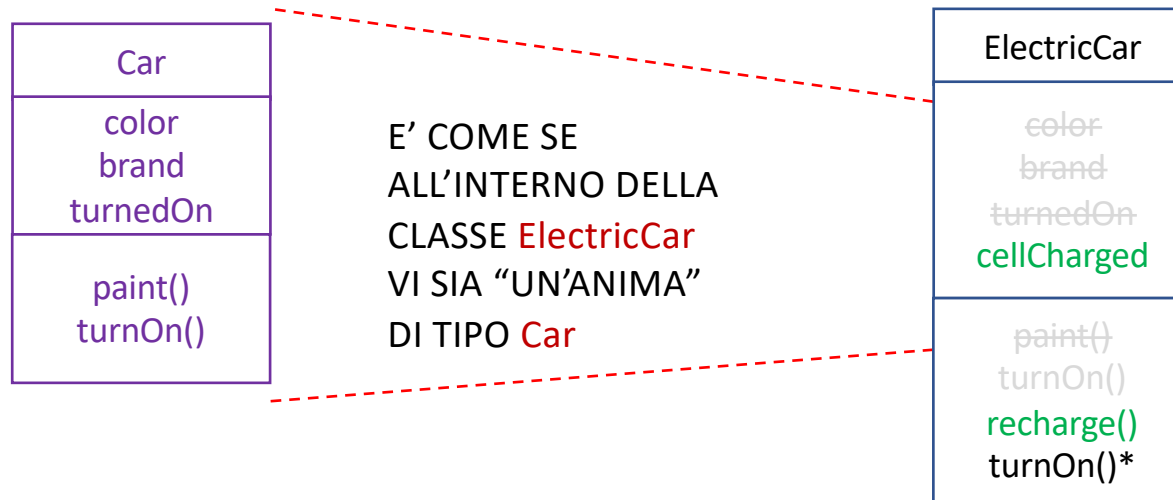 Car
color
brand
turnedOn
paint()
turnOn()
E’ COME SE
ALL’INTERNO DELLA
CLASSE ElectricCar
VI SIA “UN’ANIMA”
DI TIPO Car
ElectricCar
color
brand
turnedOn
cellCharged
paint()
turnOn()
recharge()
turnOn()*